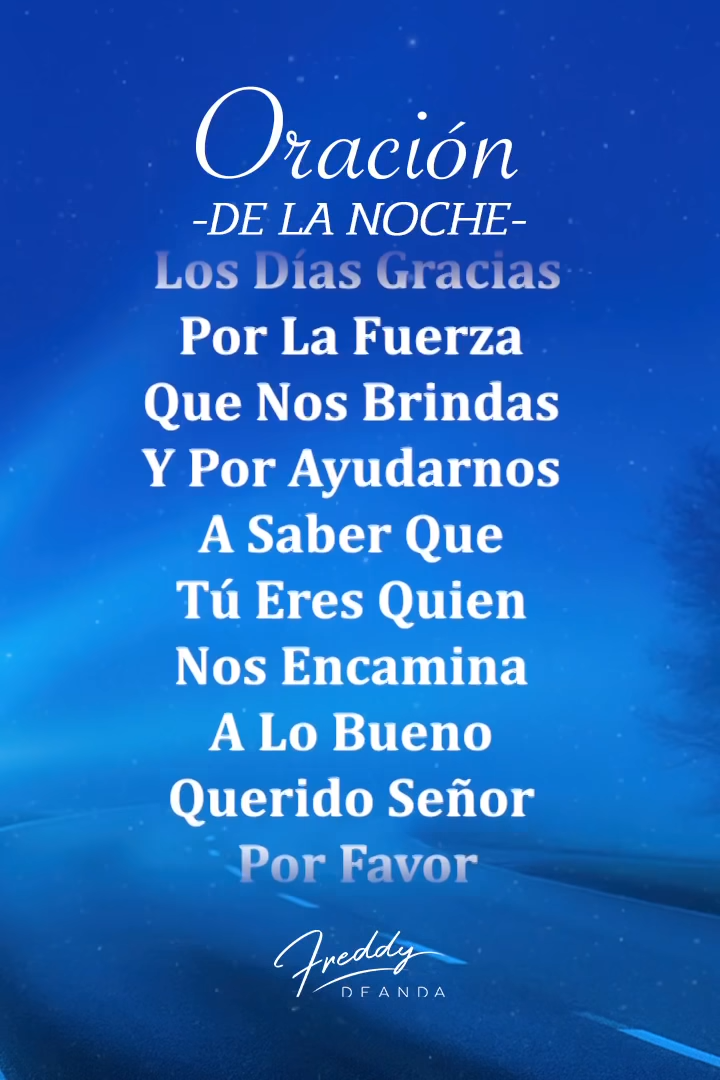 Oración
-DE LA NOCHE-
Los Días Gracias
Por La Fuerza
Que Nos Brindas
Y Por Ayudarnos
A Saber Que
Tú Eres Quien
Nos Encamina
A Lo Bueno
Querido Señor
Por Favor
Freddy
DEANDA